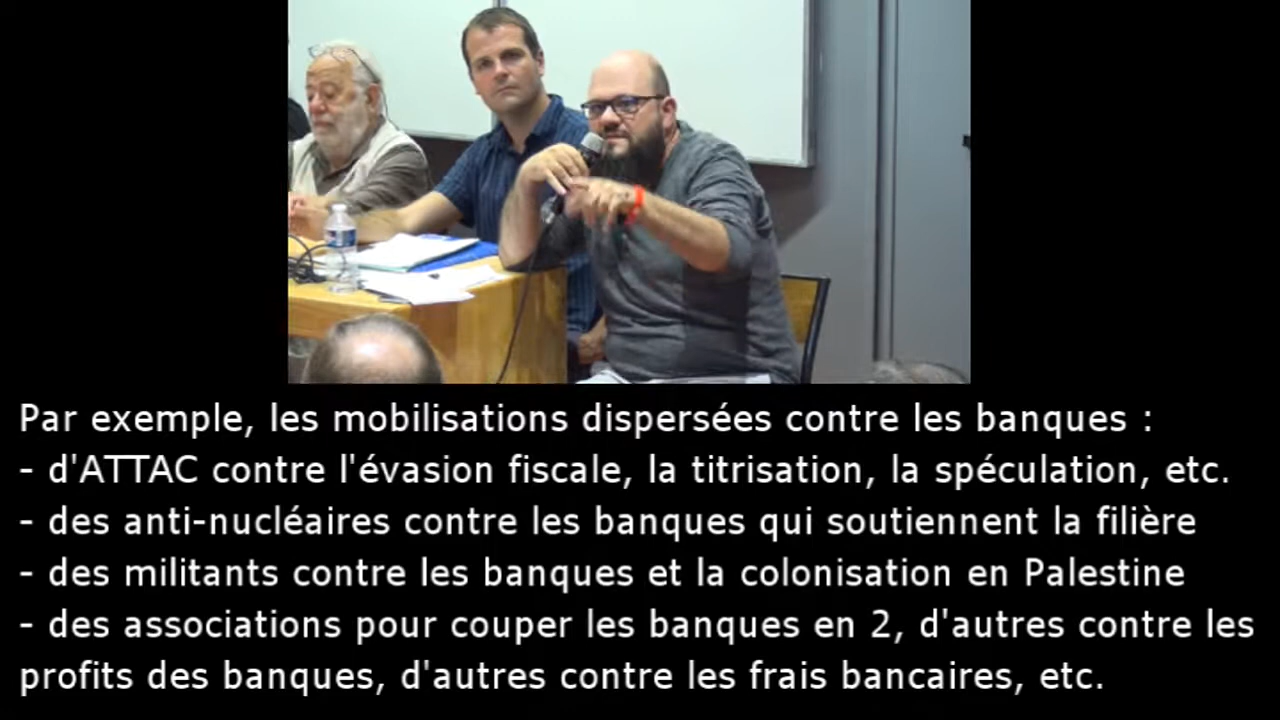 Par exemple, les mobilisations dispersées contre les banques :
- d'ATTAC contre l'évasion fiscale, la titrisation, la spéculation, etc.
- des anti-nucléaires contre les banques qui soutiennent la filière
- des militants contre les banques et la colonisation en Palestine
- des associations pour couper les banques en 2, d'autres contre les
profits des banques, d'autres contre les frais bancaires, etc.